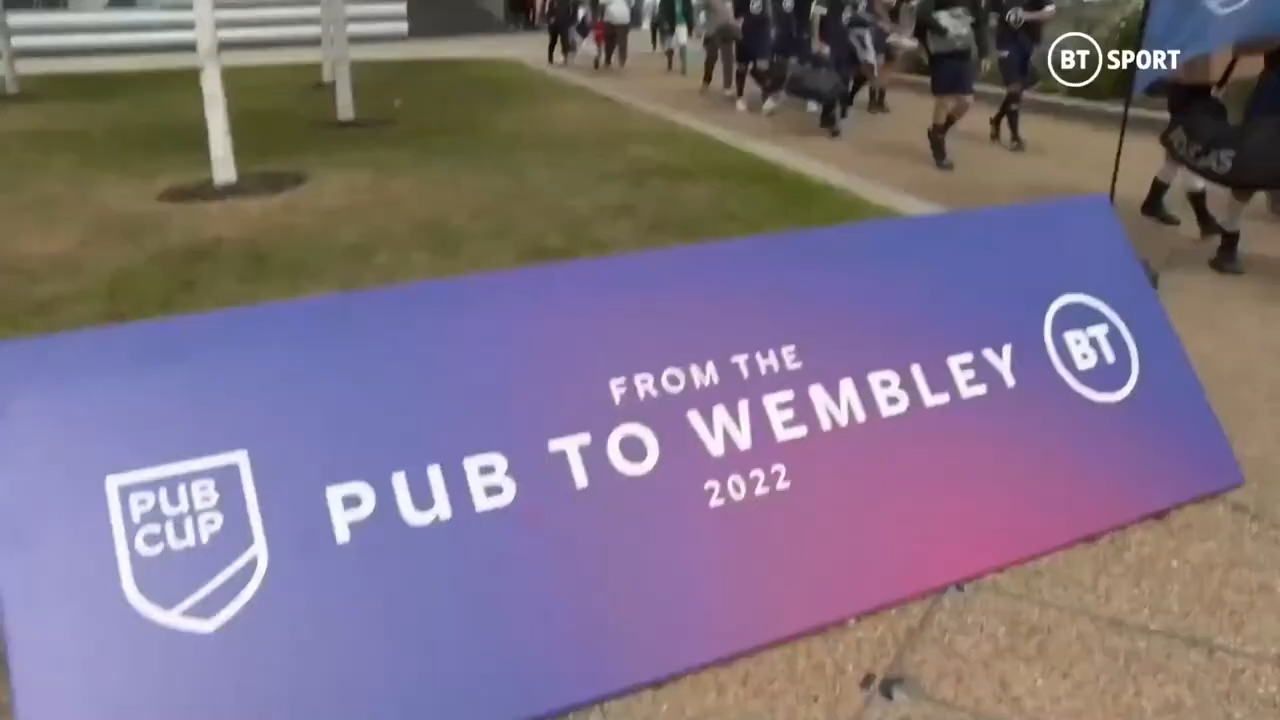 BT SPORT
FROM THE
PUB TO WEMBLEY
2022
BT
PUB
CUP